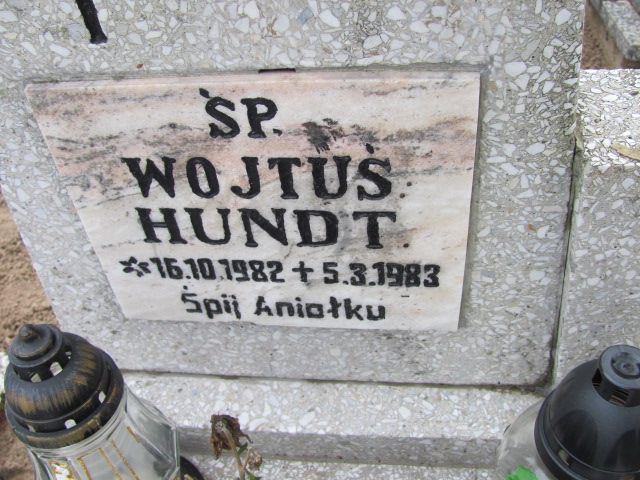 ŚP.
WOJTUŚ
HUNDT
* 16.10.1982 + 5.3.1983
Śpij Aniołku